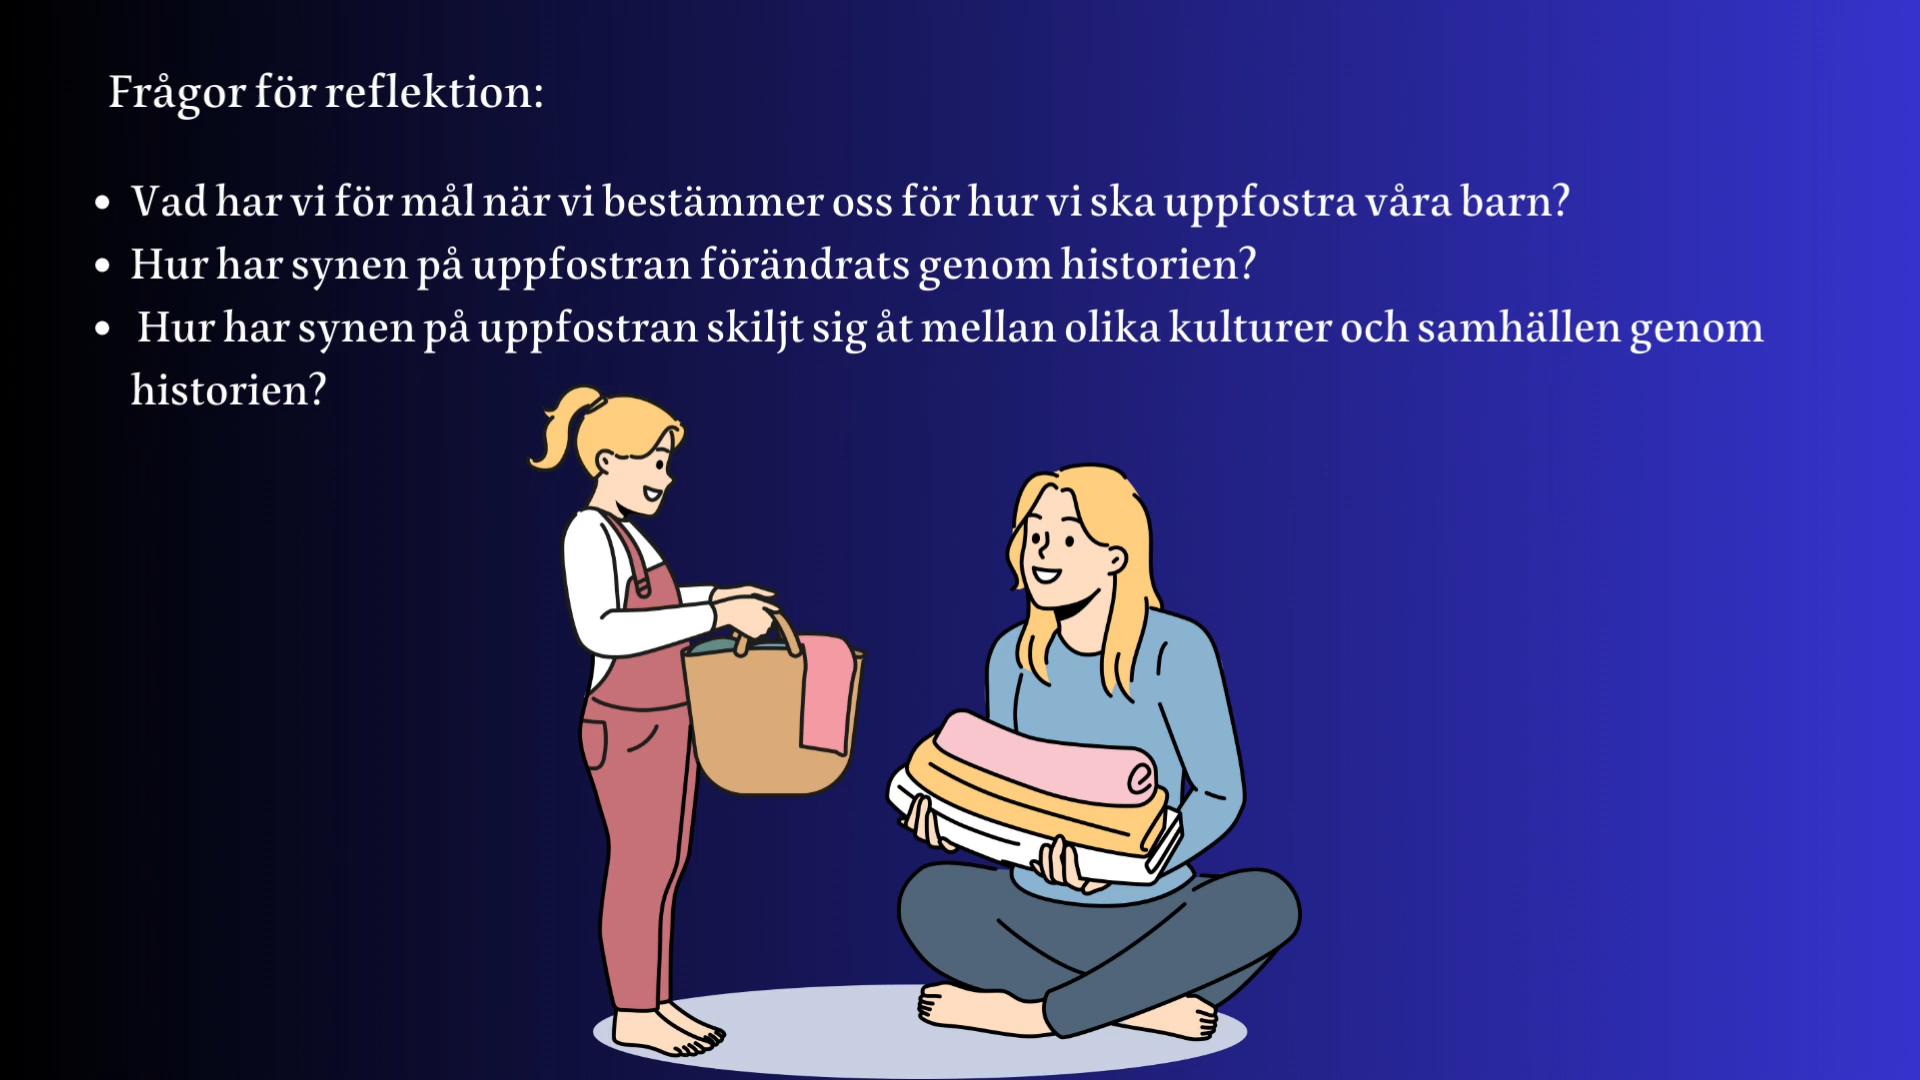 Frågor för reflektion:
• Vad har vi för mål när vi bestämmer oss för hur vi ska uppfostra våra barn?
• Hur har synen på uppfostran förändrats genom historien?
• Hur har synen på uppfostran skiljt sig åt mellan olika kulturer och samhällen genom
historien?